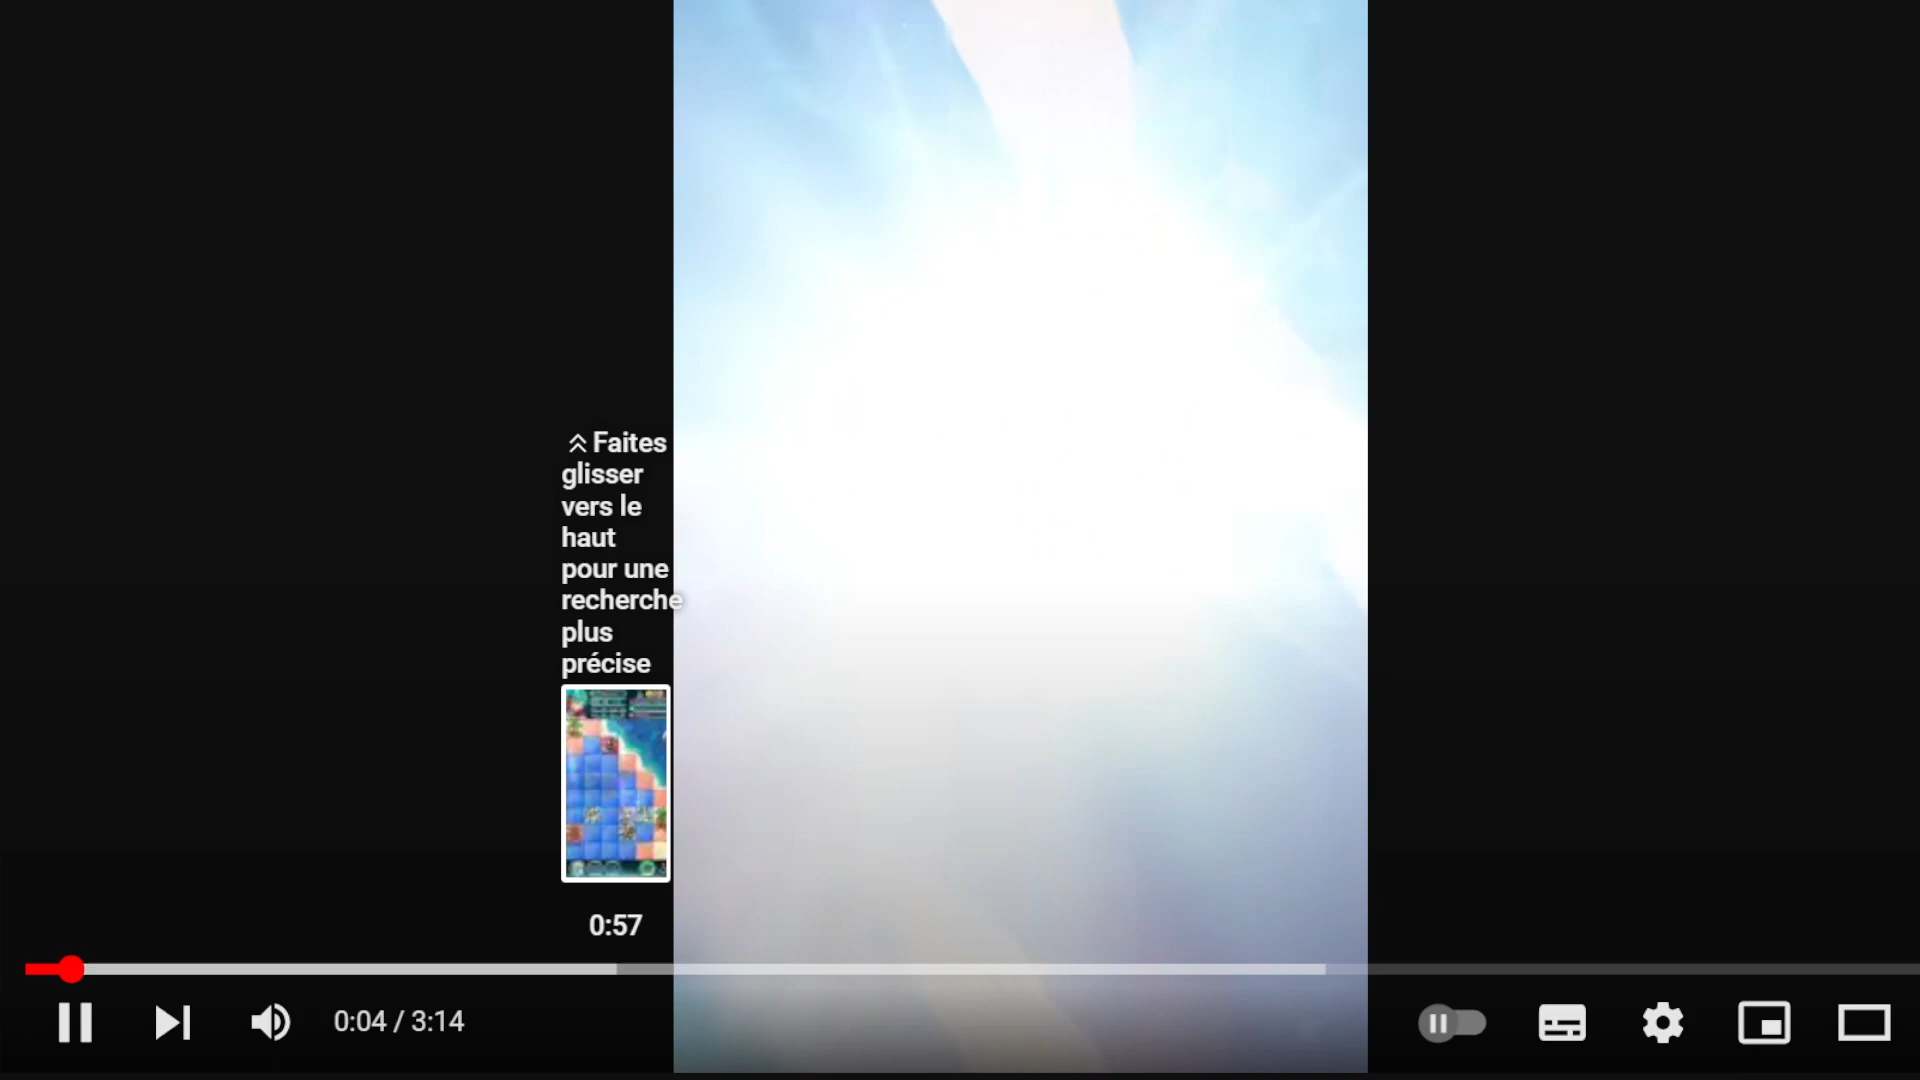 Faites
glisser
vers le
haut
pour une
recherche
plus
précise
0:57
0:04 / 3:14